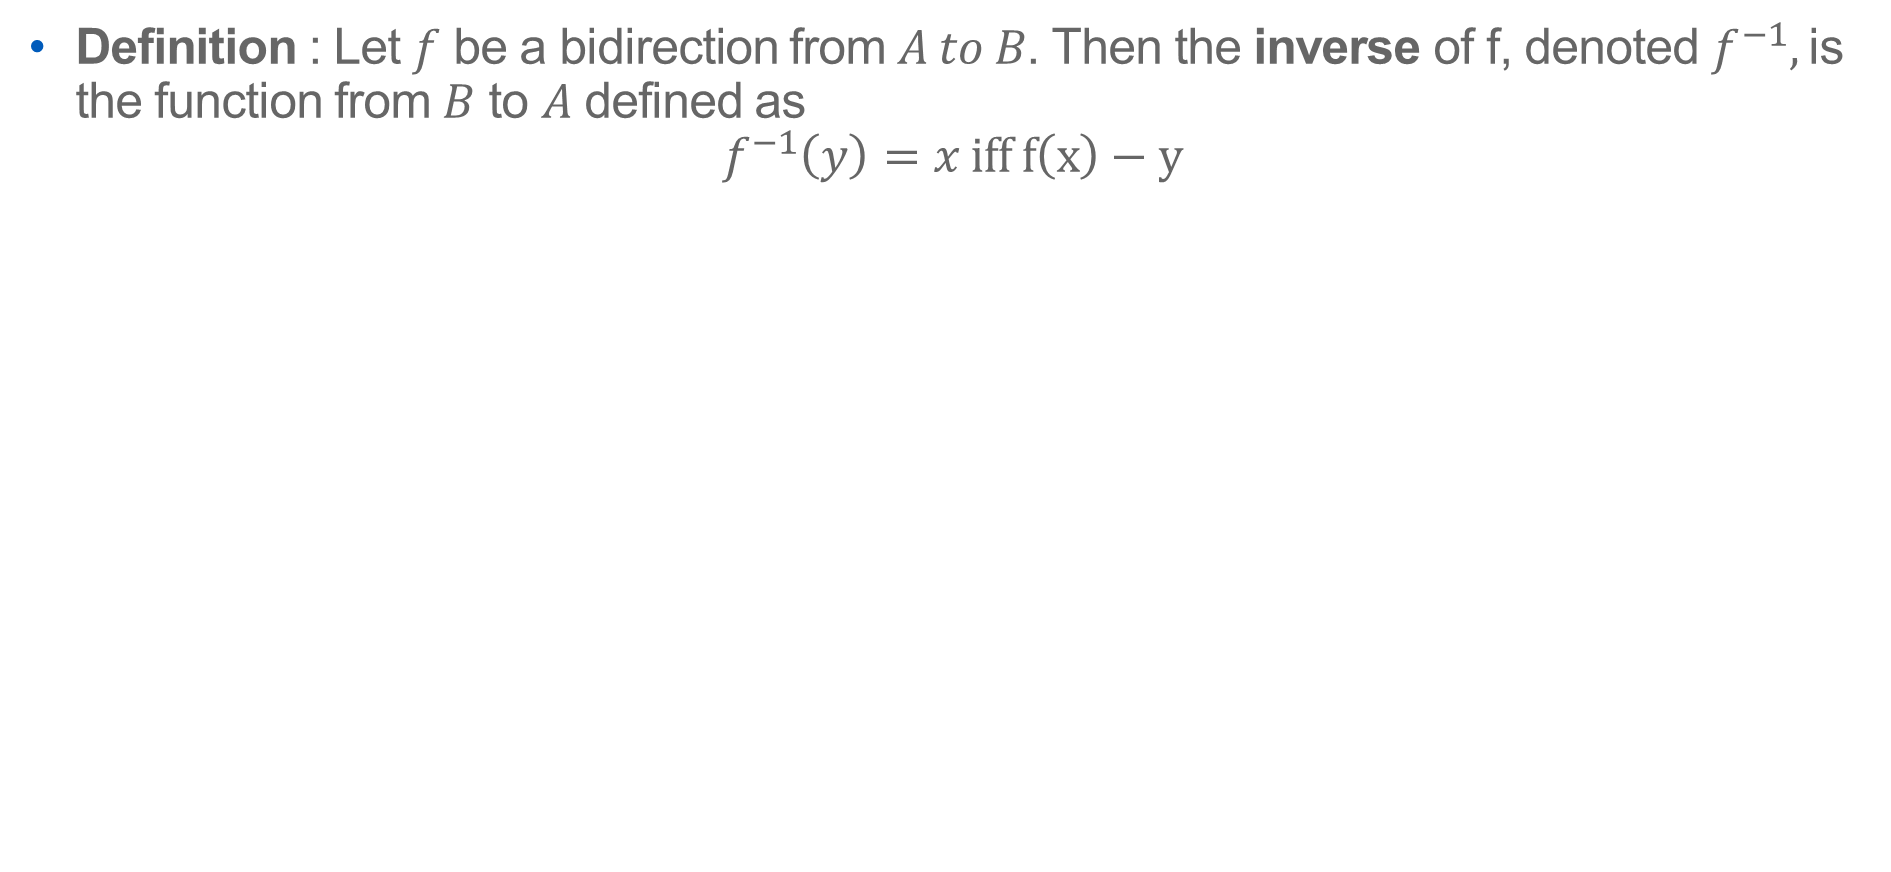 • Definition : Let f be a bidirection from A to B. Then the inverse of f, denoted f⁻¹, is
the function from B to A defined as
f⁻¹(y) = x iff f(x) − y